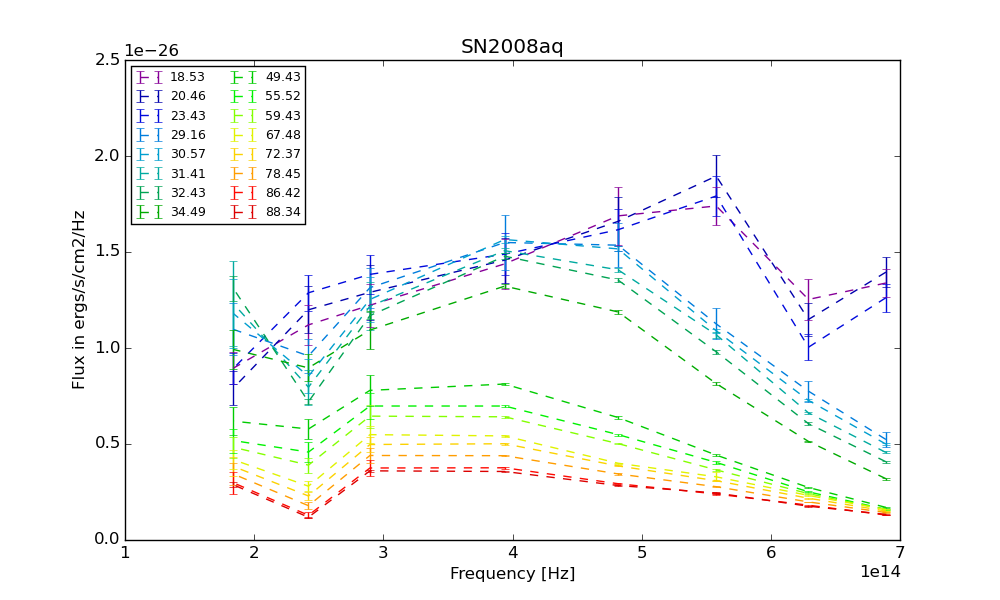 SN2008aq
1e−26
2.5
2.0
1.5
1.0
0.5
0.0
Flux in ergs/s/cm2/Hz
18.53 49.43
20.46 55.52
23.43 59.43
29.16 67.48
30.57 72.37
31.41 78.45
32.43 86.42
34.49 88.34
1 2 3 4 5 6 7
Frequency [Hz]
1e14